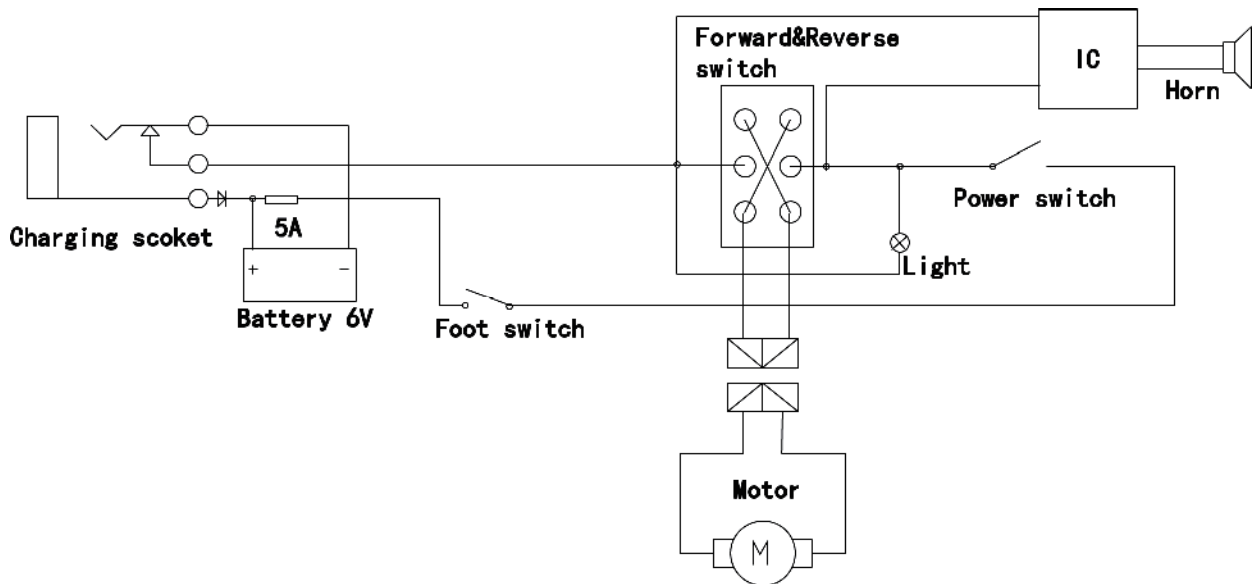 Forward&Reverse
switch
IC
Horn
Power switch
Charging scoket
5A
Light
+ -
Battery 6V
Foot switch
Motor
M